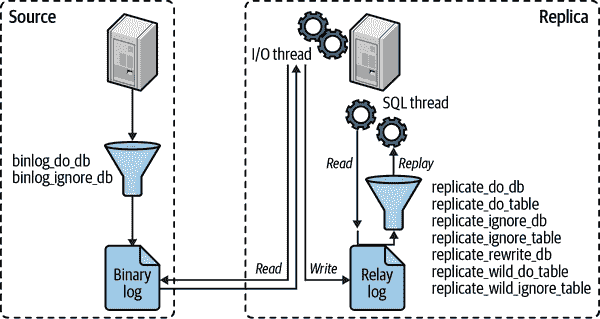 Source
Replica
I/O thread
SQL thread
binlog_do_db
binlog_ignore_db
Read
Replay
replicate_do_db
replicate_do_table
replicate_ignore_db
replicate_ignore_table
replicate_rewrite_db
replicate_wild_do_table
replicate_wild_ignore_table
Binary
log
Read
Write
Relay
log